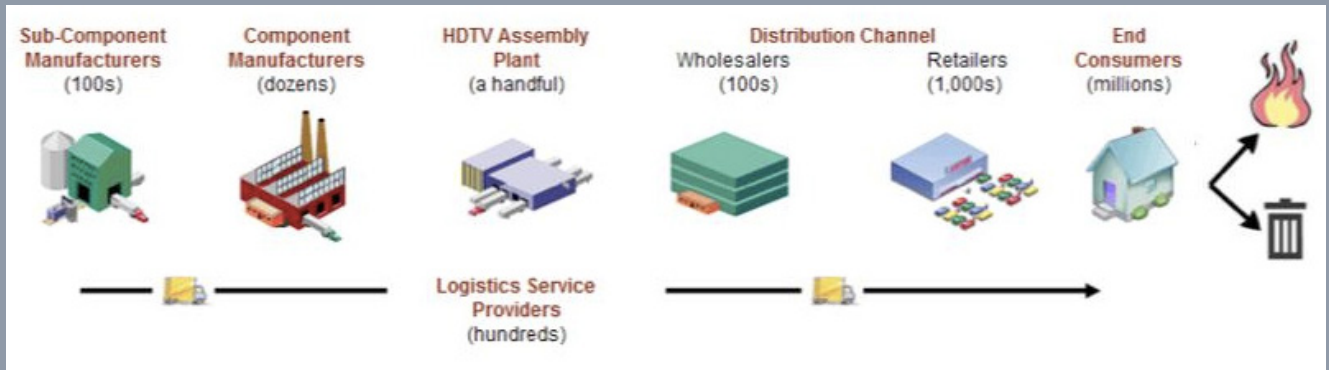 Sub-Component
Manufacturers
(100s)
Component
Manufacturers
(dozens)
HDTV Assembly
Plant
(a handful)
Distribution Channel
Wholesalers
(100s)
Retailers
(1,000s)
End
Consumers
(millions)
Logistics Service
Providers
(hundreds)